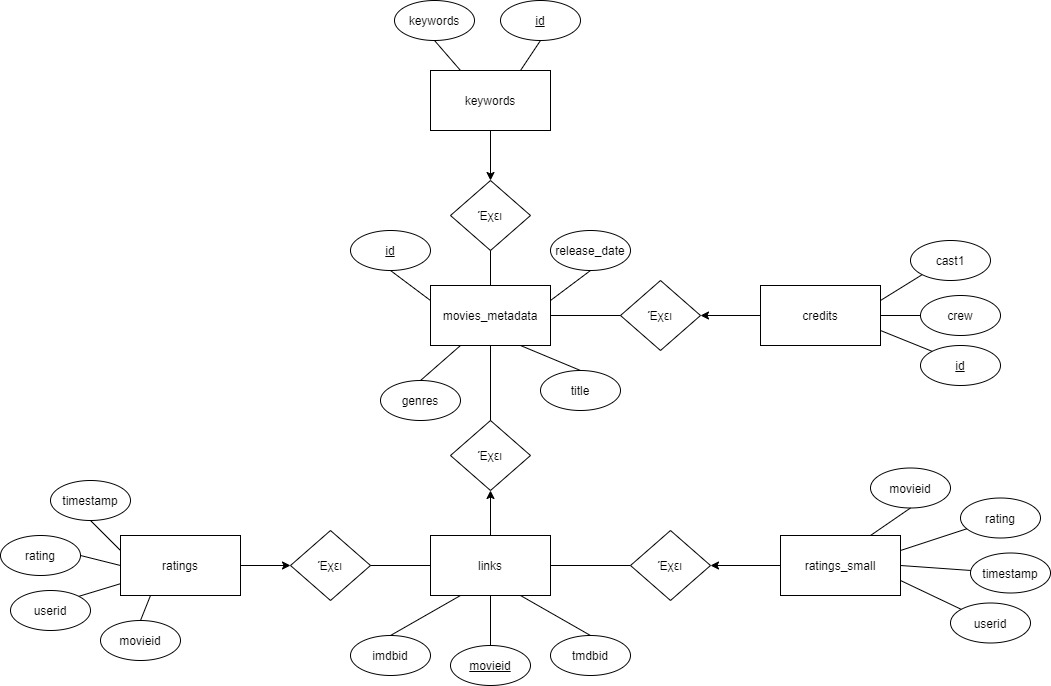 keywords
id
keywords
Έχει
id
release_date
movies_metadata
Έχει
credits
cast1
crew
id
genres
title
Έχει
timestamp
rating
userid
movieid
ratings
Έχει
links
imdbid
movieid
tmdbid
Έχει
ratings_small
movieid
rating
timestamp
userid